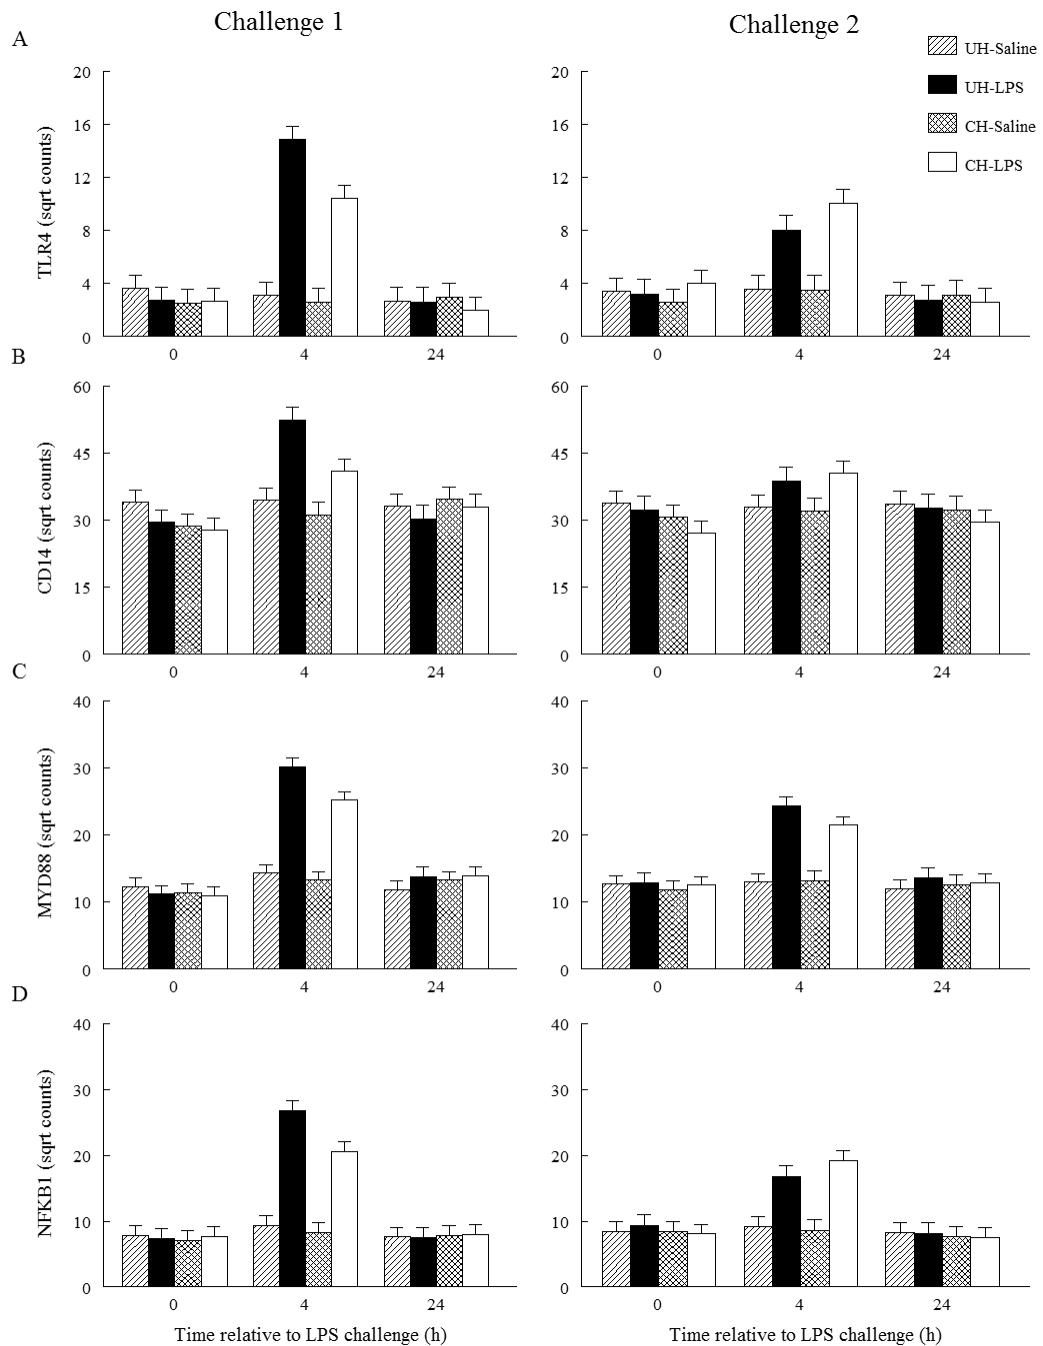 Challenge 1
Challenge 2
A
UH-Saline
UH-LPS
CH-Saline
CH-LPS
TLR4 (sqrt counts)
20
16
12
8
4
0
0 4 24
20
16
12
8
4
0
0 4 24
B
CD14 (sqrt counts)
60
45
30
15
0
0 4 24
60
45
30
15
0
0 4 24
C
MYD88 (sqrt counts)
40
30
20
10
0
0 4 24
40
30
20
10
0
0 4 24
D
NFKB1 (sqrt counts)
40
30
20
10
0
0 4 24
Time relative to LPS challenge (h)
40
30
20
10
0
0 4 24
Time relative to LPS challenge (h)